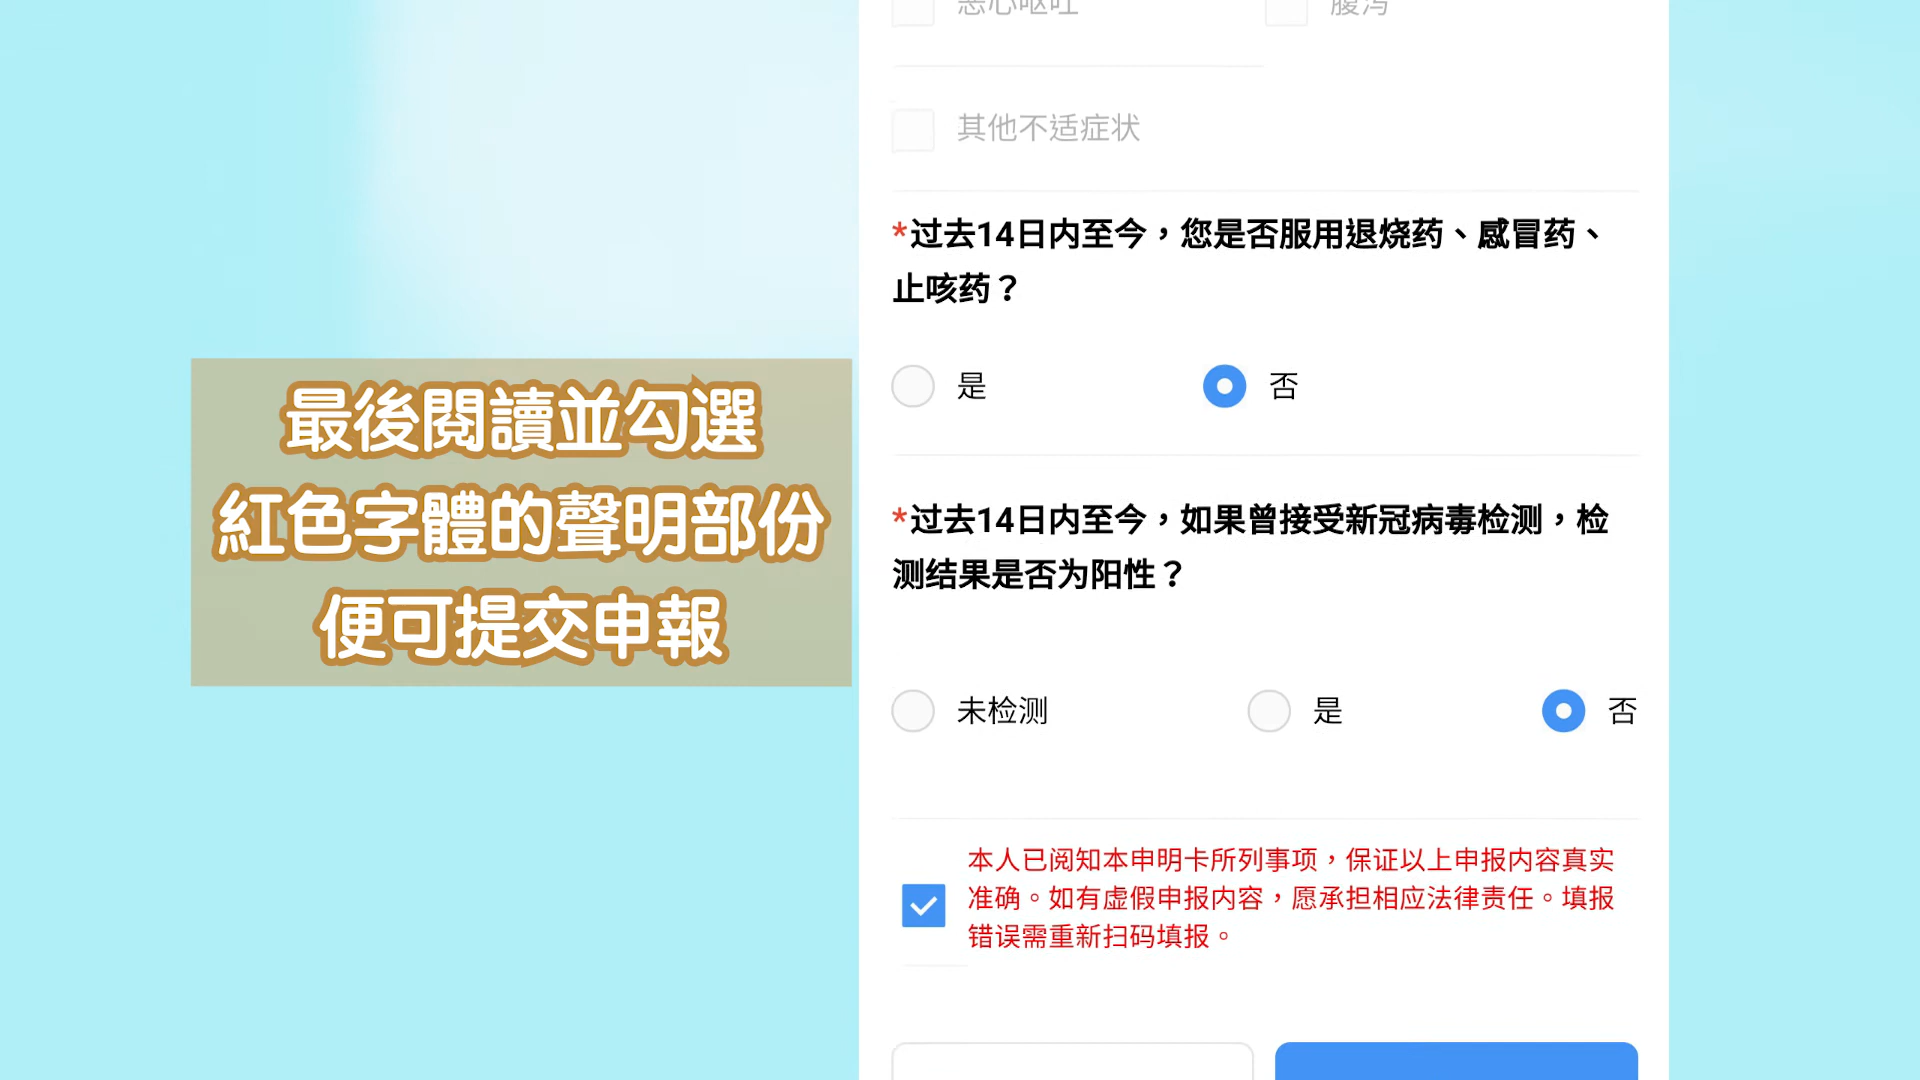 最後閱讀並勾選
紅色字體的聲明部份
便可提交申報
恶心呕吐
腹泻
其他不适症状
*过去14日内至今，您是否服用退烧药、感冒药、
止咳药？
是
否
*过去14日内至今，如果曾接受新冠病毒检测，检
测结果是否为阳性？
未检测
是
否
本人已阅知本申明卡所列事项，保证以上申报内容真实
准确。如有虚假申报内容，愿承担相应法律责任。填报
错误需重新扫码填报。